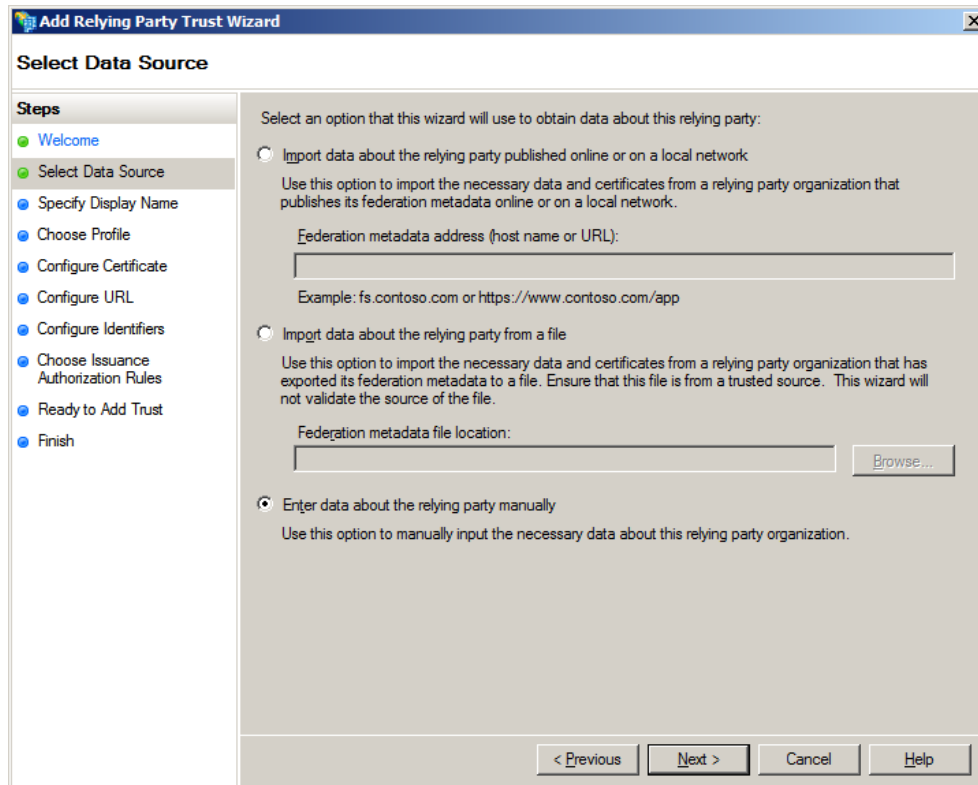 Add Relying Party Trust Wizard
Select Data Source
Steps
Welcome
Select Data Source
Specify Display Name
Choose Profile
Configure Certificate
Configure URL
Configure Identifiers
Choose Issuance
Authorization Rules
Ready to Add Trust
Finish
Select an option that this wizard will use to obtain data about this relying party:
Import data about the relying party published online or on a local network
Use this option to import the necessary data and certificates from a relying party organization that
publishes its federation metadata online or on a local network.
Federation metadata address (host name or URL):
Example: fs.contoso.com or https://www.contoso.com/app
Import data about the relying party from a file
Use this option to import the necessary data and certificates from a relying party organization that has
exported its federation metadata to a file. Ensure that this file is from a trusted source.  This wizard will
not validate the source of the file.
Federation metadata file location:
Browse...
Enter data about the relying party manually
Use this option to manually input the necessary data about this relying party organization.
< Previous
Next >
Cancel
Help